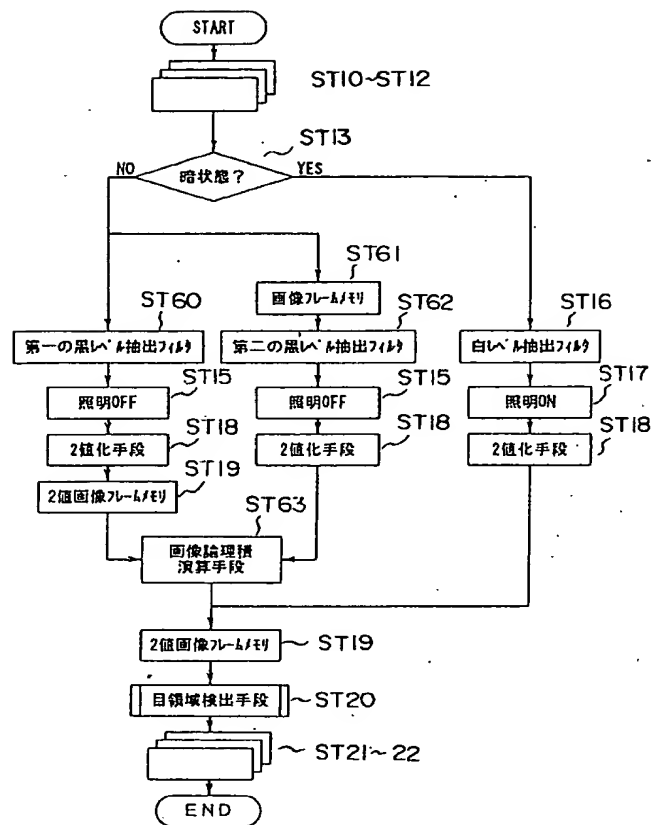 START
ST10~ST12
ST13
NO
暗状態?
YES
ST61
画像フレームメモリ
ST60
第一の黒レベル抽出フィルタ
ST62
第二の黒レベル抽出フィルタ
ST16
白レベル抽出フィルタ
ST15
照明OFF
ST15
照明OFF
ST17
照明ON
ST18
2値化手段
ST18
2値化手段
ST18
2値化手段
ST19
2値画像フレームメモリ
ST63
画像論理積
演算手段
2値画像フレームメモリ
ST19
目領域検出手段
ST20
ST21~22
END